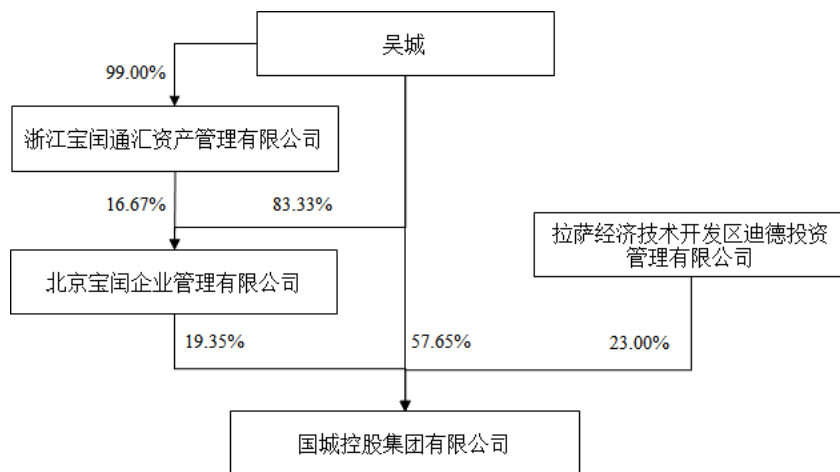 吴城
99.00%
浙江宝闰通汇资产管理有限公司
16.67%
83.33%
拉萨经济技术开发区迪德投资
管理有限公司
北京宝闰企业管理有限公司
19.35%
57.65%
23.00%
国城控股集团有限公司